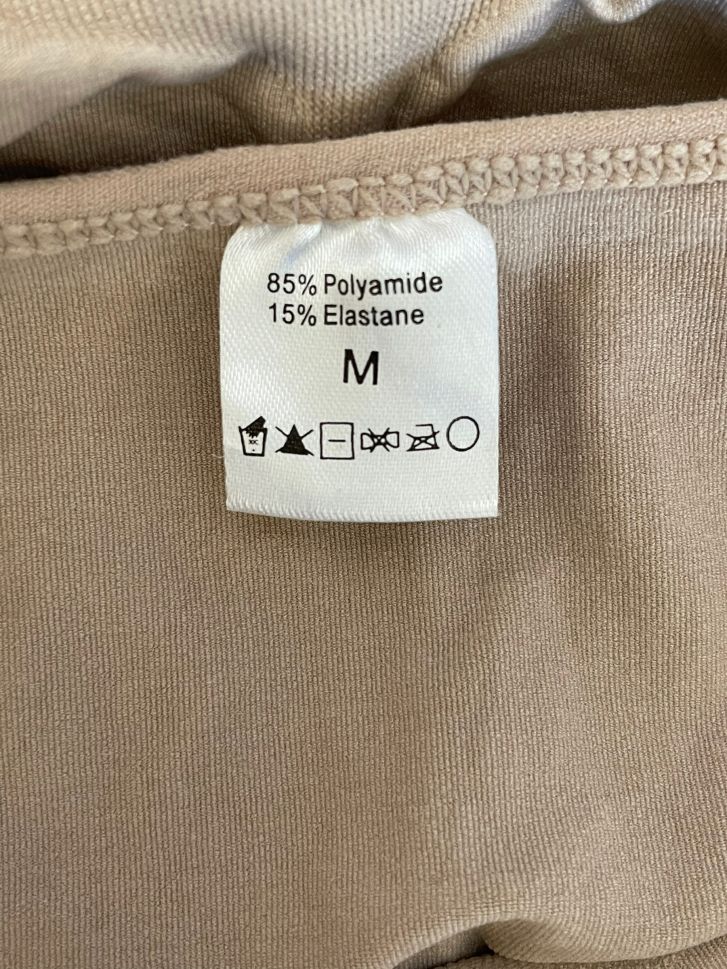 85% Polyamide
15% Elastane
M